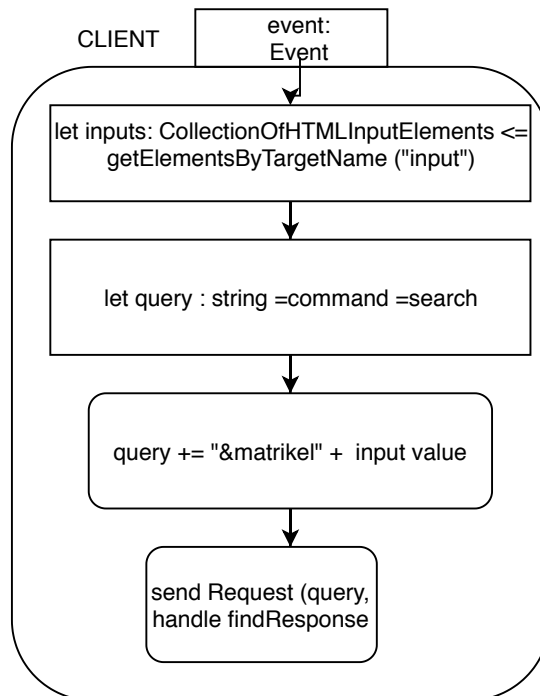 CLIENT
event:
Event
let inputs: CollectionOfHTMLInputElements <=
getElementsByTargetName ("input")
let query : string =command =search
query += "&matrikel" + input value
send Request (query,
handle findResponse